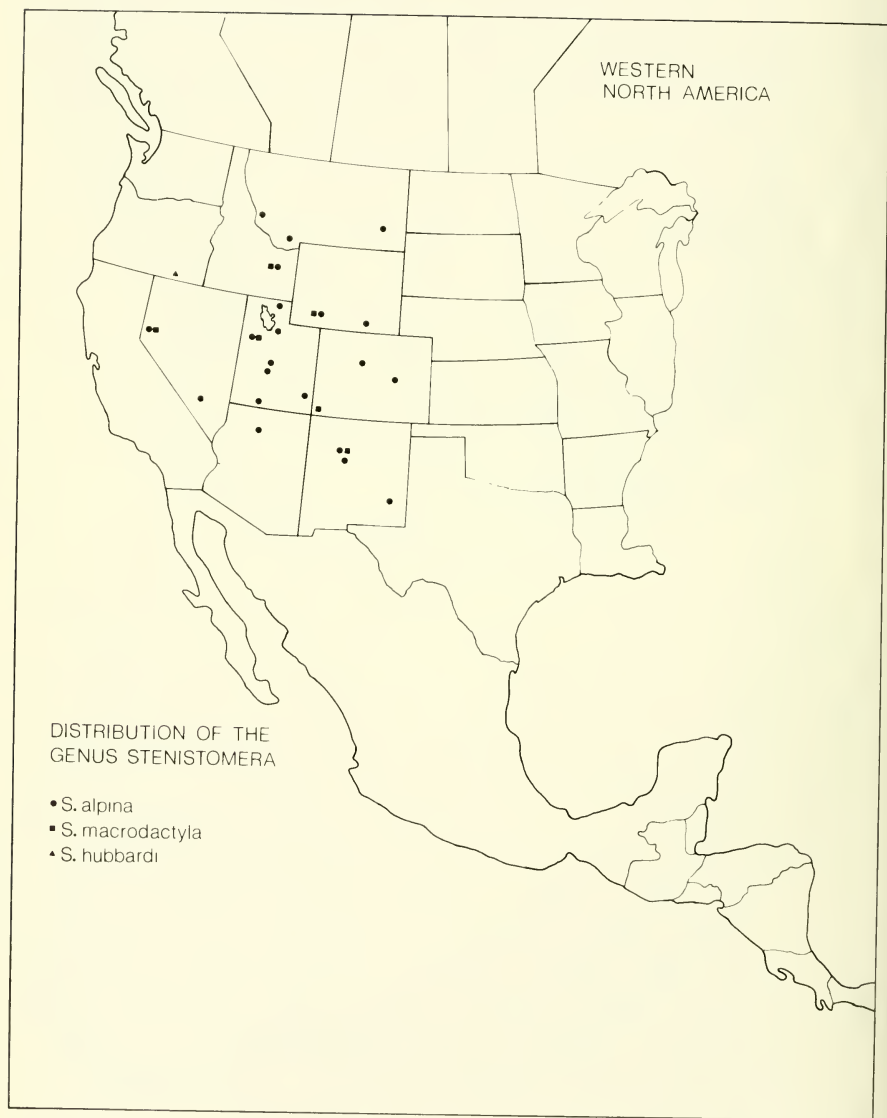 WESTERN
NORTH AMERICA
DISTRIBUTION OF THE
GENUS STENISTOMERA
• S. alpina
▪ S. macrodactyla
▴ S. hubbardi